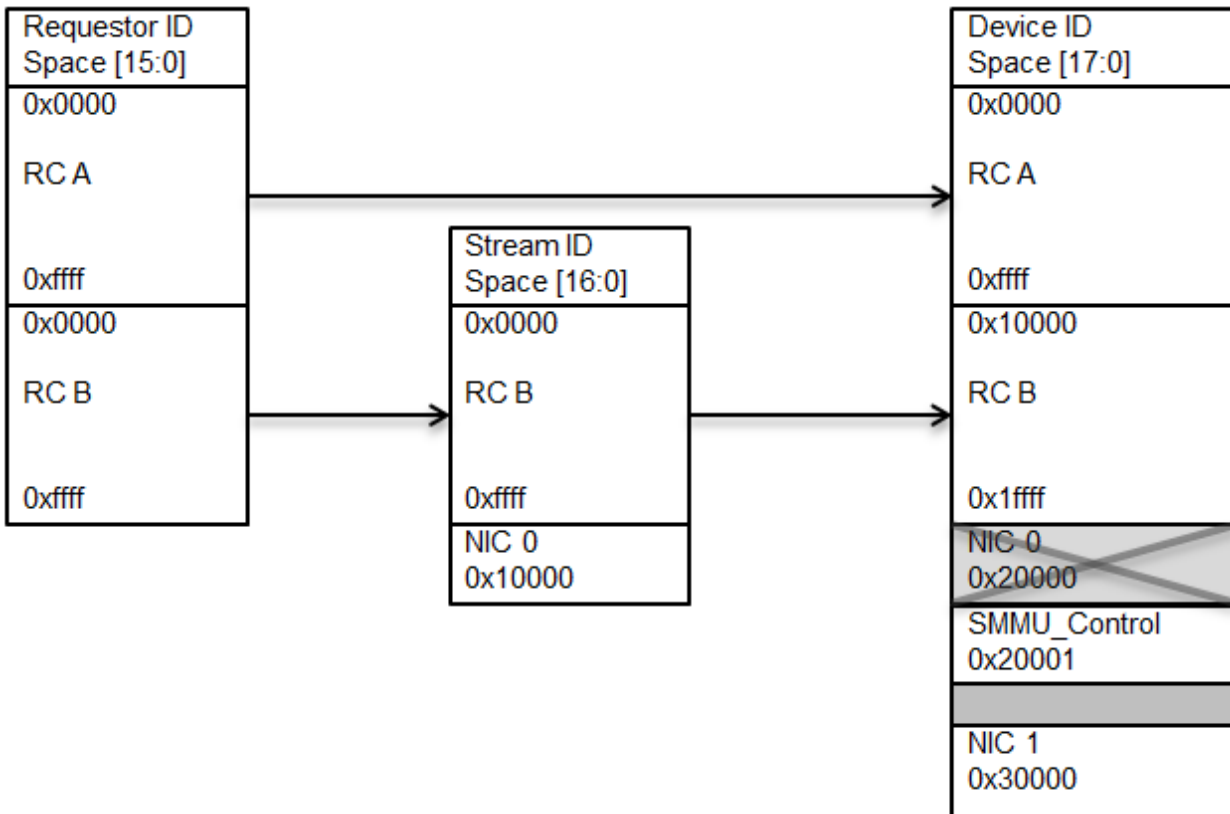 Requestor ID
Space [15:0]
0x0000
RC A
0xffff
0x0000
RC B
0xffff
Stream ID
Space [16:0]
0x0000
RC B
0xffff
NIC 0
0x10000
Device ID
Space [17:0]
0x0000
RC A
0xffff
0x10000
RC B
0x1ffff
NIC 0
0x20000
SMMU_Control
0x20001
NIC 1
0x30000